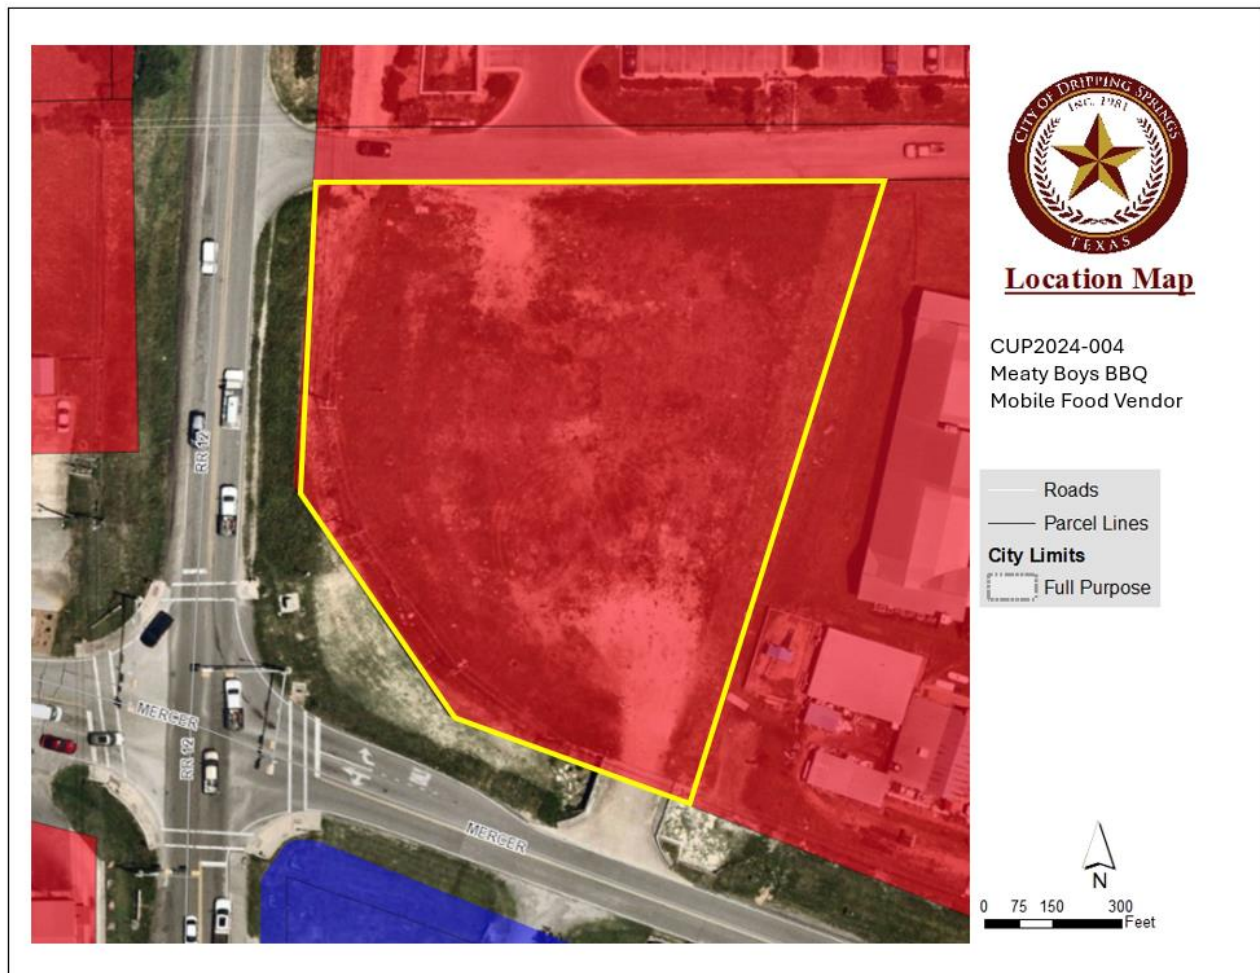 CITY OF DRIPPING SPRINGS
INC. 1981
TEXAS
Location Map
CUP2024-004
Meaty Boys BBQ
Mobile Food Vendor
Roads
Parcel Lines
City Limits
Full Purpose
RR 12
MERCER
RR 12
MERCER
N
0 75 150 300
Feet